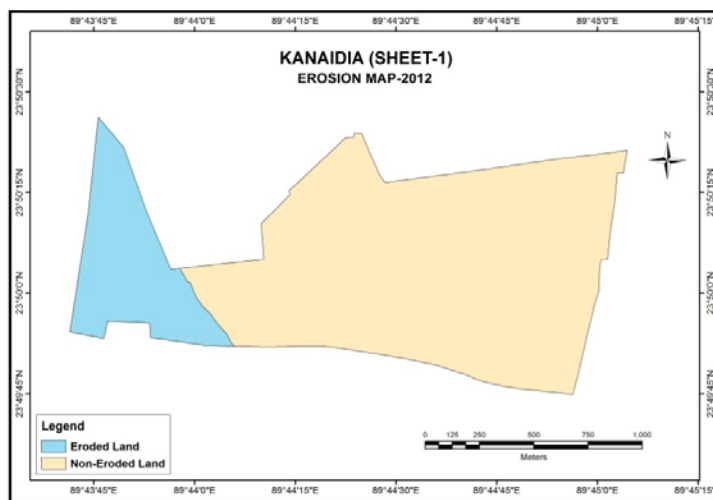 89°43'45"E 89°44'0"E 89°44'15"E 89°44'30"E 89°44'45"E 89°45'0"E 89°45'15"E
KANAIDIA (SHEET-1)
EROSION MAP-2012
23°50'30"N 23°50'30"N
N
23°50'15"N 23°50'15"N
23°50'0"N 23°50'0"N
23°49'45"N 23°49'45"N
Legend
Eroded Land
Non-Eroded Land
0 125 250 500 750 1,000
Meters
89°43'45"E 89°44'0"E 89°44'15"E 89°44'30"E 89°44'45"E 89°45'0"E 89°45'15"E